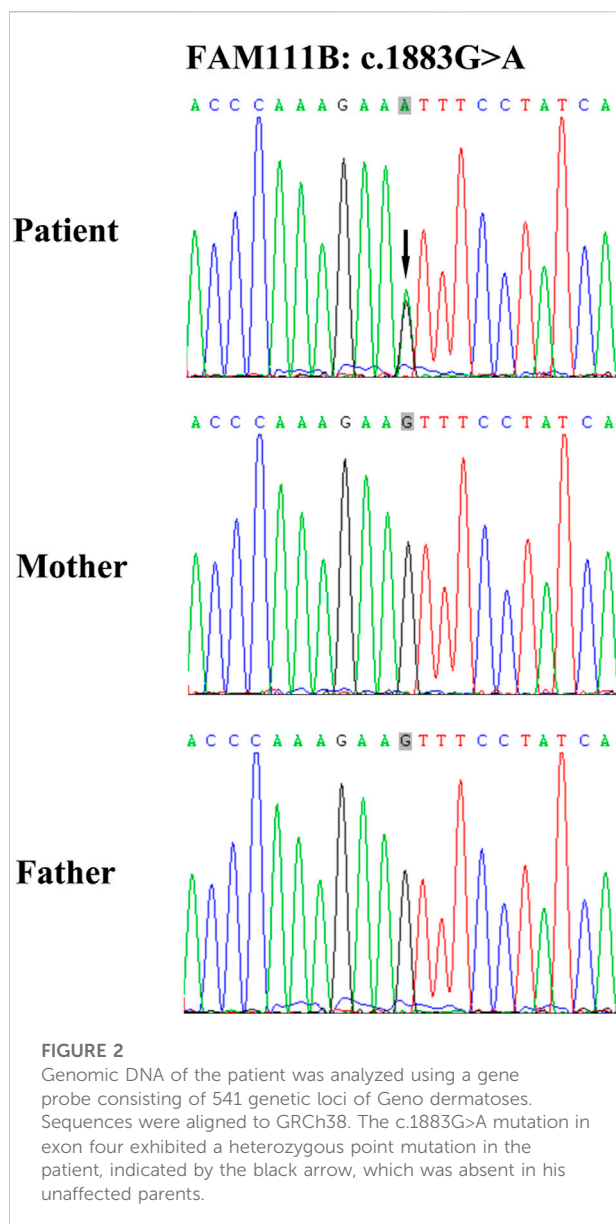 FAM111B: c.1883G>A
A C C C A A A G A A A T T T C C T A T C A
Patient
A C C C A A A G A A G T T T C C T A T C A
Mother
A C C C A A A G A A G T T T C C T A T C A
Father
FIGURE 2
Genomic DNA of the patient was analyzed using a gene
probe consisting of 541 genetic loci of Geno dermatoses.
Sequences were aligned to GRCh38. The c.1883G>A mutation in
exon four exhibited a heterozygous point mutation in the
patient, indicated by the black arrow, which was absent in his
unaffected parents.